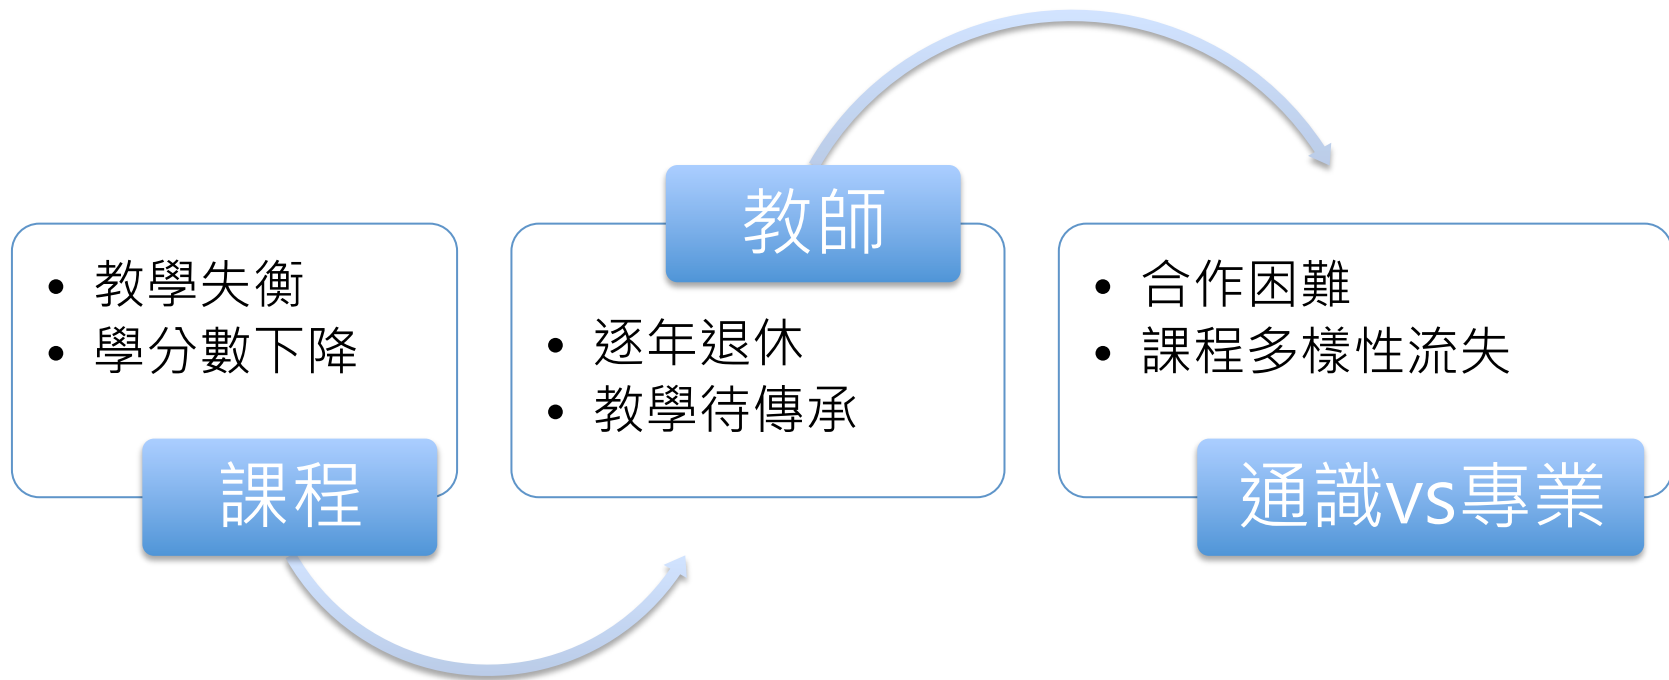 • 教學失衡
• 學分數下降
課程
教師
• 逐年退休
• 教學待傳承
• 合作困難
• 課程多樣性流失
通識vs專業